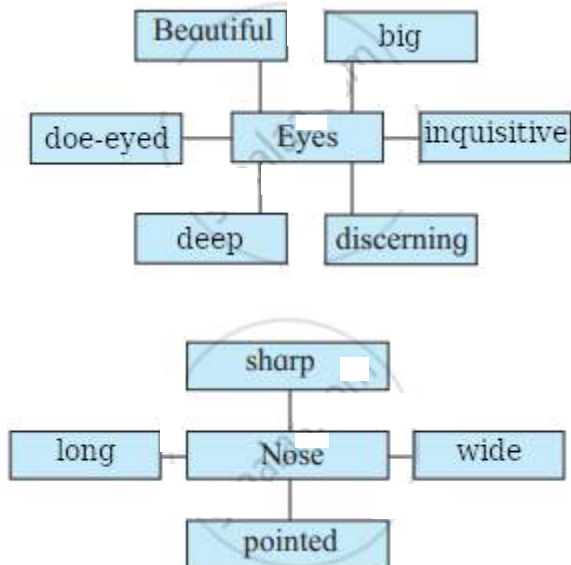 Beautiful big
doe-eyed Eyes inquisitive
deep discerning
sharp
long Nose wide
pointed